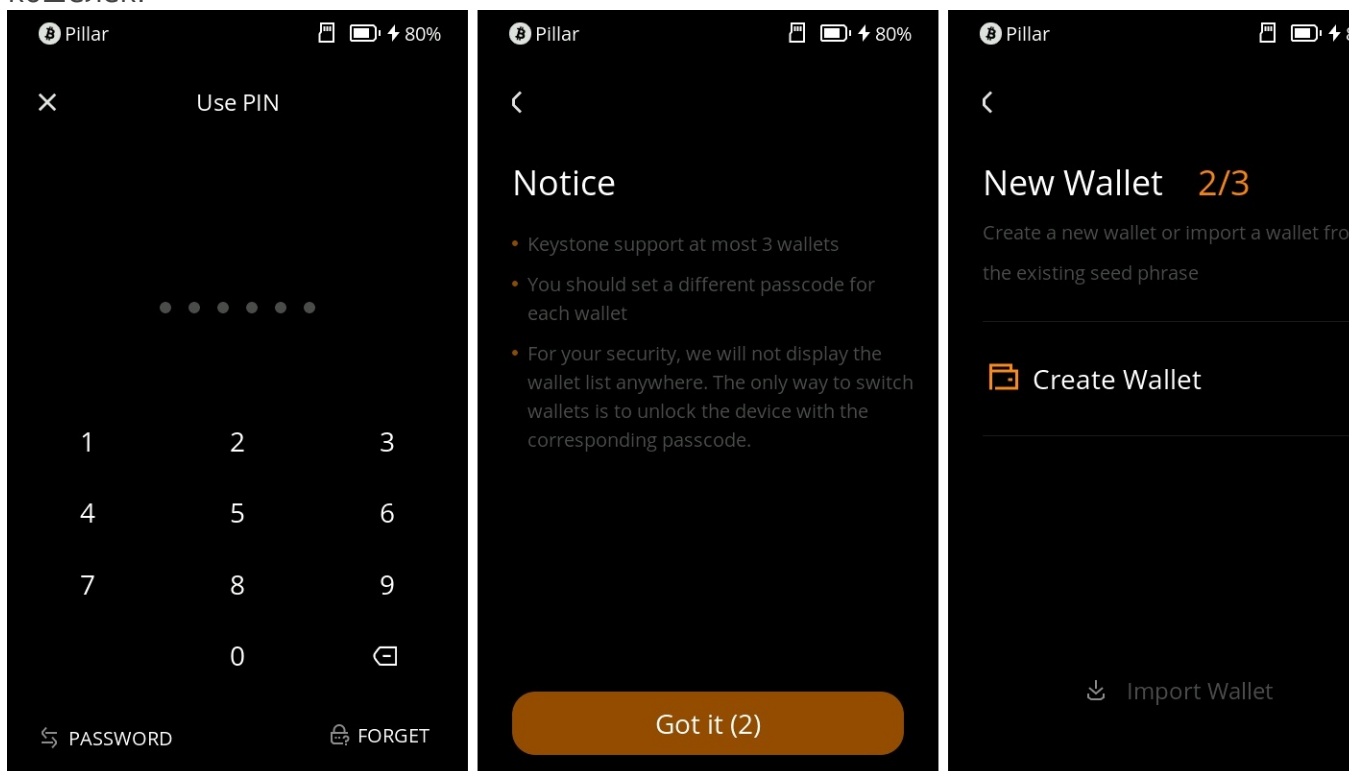 кошелек.
Pillar 80%
Use PIN
1 2 3
4 5 6
7 8 9
0
PASSWORD FORGET
Pillar 80%
Notice
• Keystone support at most 3 wallets
• You should set a different passcode for
each wallet
• For your security, we will not display the
wallet list anywhere. The only way to switch
wallets is to unlock the device with the
corresponding passcode.
Got it (2)
Pillar
New Wallet 2/3
Create a new wallet or import a wallet fro
the existing seed phrase
Create Wallet
Import Wallet